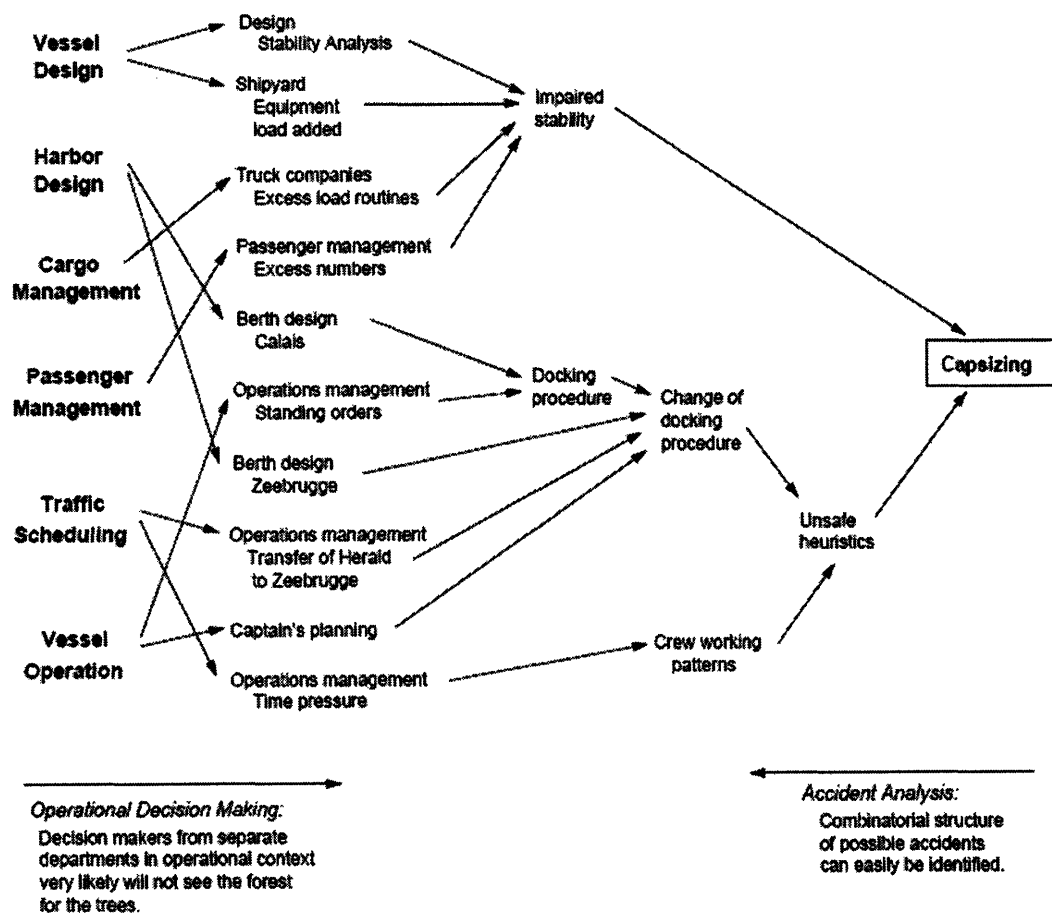 Vessel
Design
Harbor
Design
Cargo
Management
Passenger
Management
Traffic
Scheduling
Vessel
Operation
Design
Stability Analysis
Shipyard
Equipment
load added
Truck companies
Excess load routines
Passenger management
Excess numbers
Berth design
Calais
Operations management
Standing orders
Berth design
Zeebrugge
Operations management
Transfer of Herald
to Zeebrugge
Captain's planning
Operations management
Time pressure
Impaired
stability
Docking
procedure
Change of
docking
procedure
Crew working
patterns
Unsafe
heuristics
Capsizing
Operational Decision Making:
Decision makers from separate
departments in operational context
very likely will not see the forest
for the trees.
Accident Analysis:
Combinatorial structure
of possible accidents
can easily be identified.